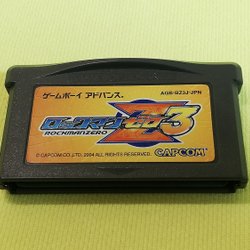 ゲームボーイ アドバンス
AGB-BZ3J-JPN
ロックマン ゼロ3
ROCKMANZERO
© CAPCOM CO., LTD. 2004 ALL RIGHTS RESERVED.
CAPCOM